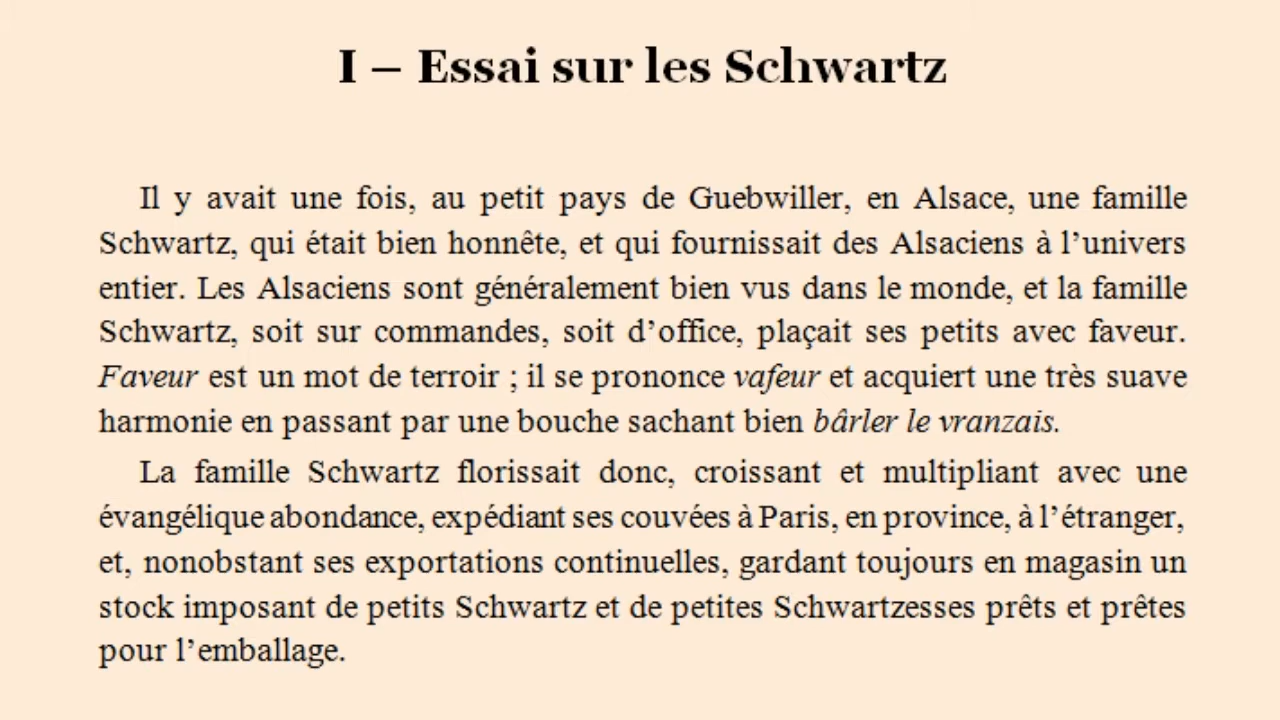 I – Essai sur les Schwartz
Il y avait une fois, au petit pays de Guebwiller, en Alsace, une famille
Schwartz, qui était bien honnête, et qui fournissait des Alsaciens à l’univers
entier. Les Alsaciens sont généralement bien vus dans le monde, et la famille
Schwartz, soit sur commandes, soit d’office, plaçait ses petits avec faveur.
Faveur est un mot de terroir ; il se prononce vafeur et acquiert une très suave
harmonie en passant par une bouche sachant bien bârler le vranzais.
La famille Schwartz florissait donc, croissant et multipliant avec une
évangélique abondance, expédiant ses couvées à Paris, en province, à l’étranger,
et, nonobstant ses exportations continuelles, gardant toujours en magasin un
stock imposant de petits Schwartz et de petites Schwartzesses prêts et prêtes
pour l’emballage.